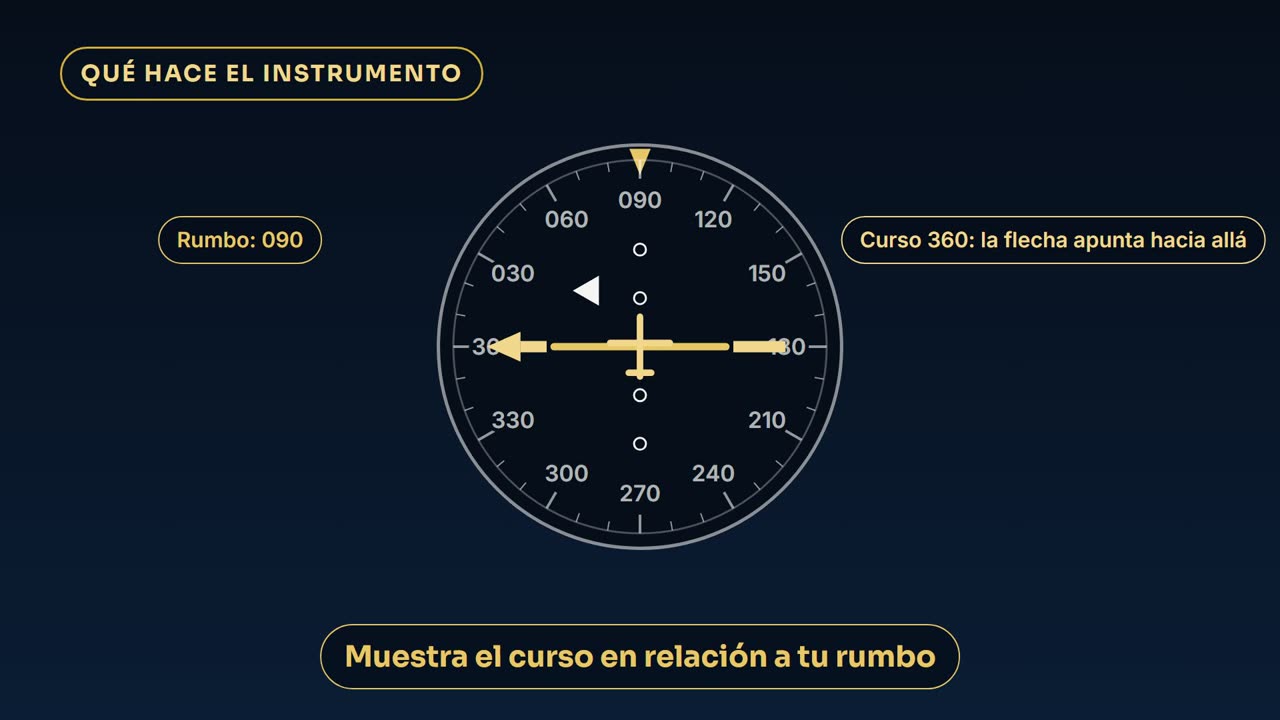 QUÉ HACE EL INSTRUMENTO
Rumbo: 090
Curso 360: la flecha apunta hacia allá
090
060
120
030
150
330
210
300
240
270
Muestra el curso en relación a tu rumbo